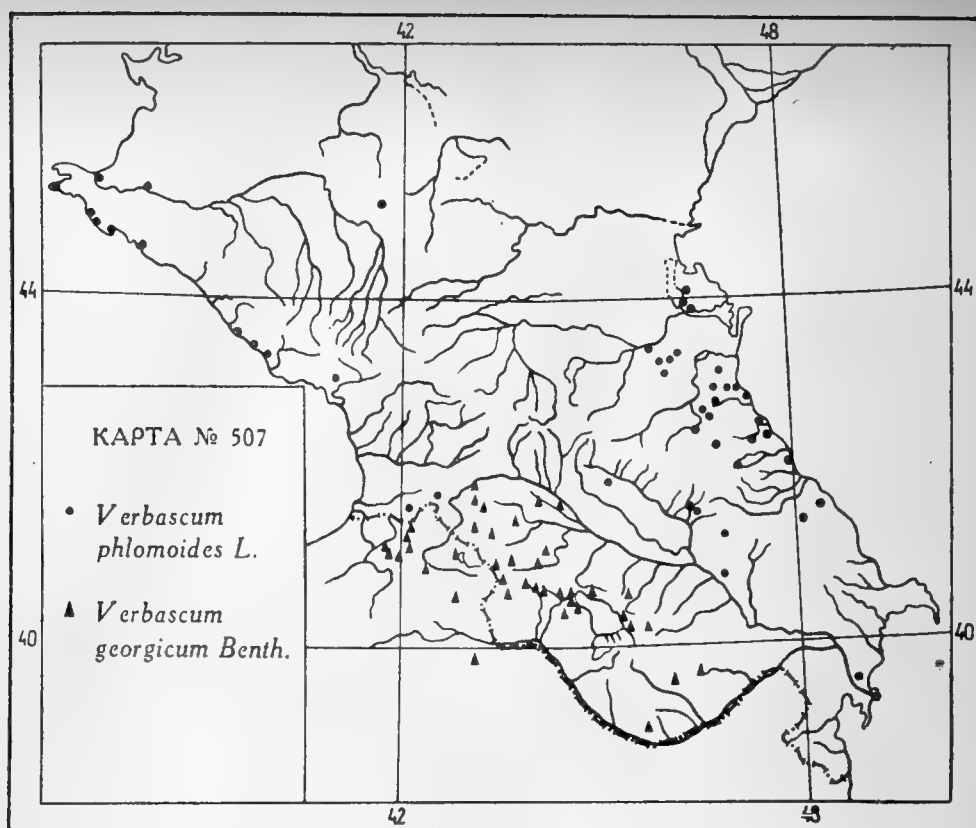 42 48
44 44
КАРТА № 507
Verbascum
phlomoides L.
Verbascum
georgicum Benth.
40 40
42 48